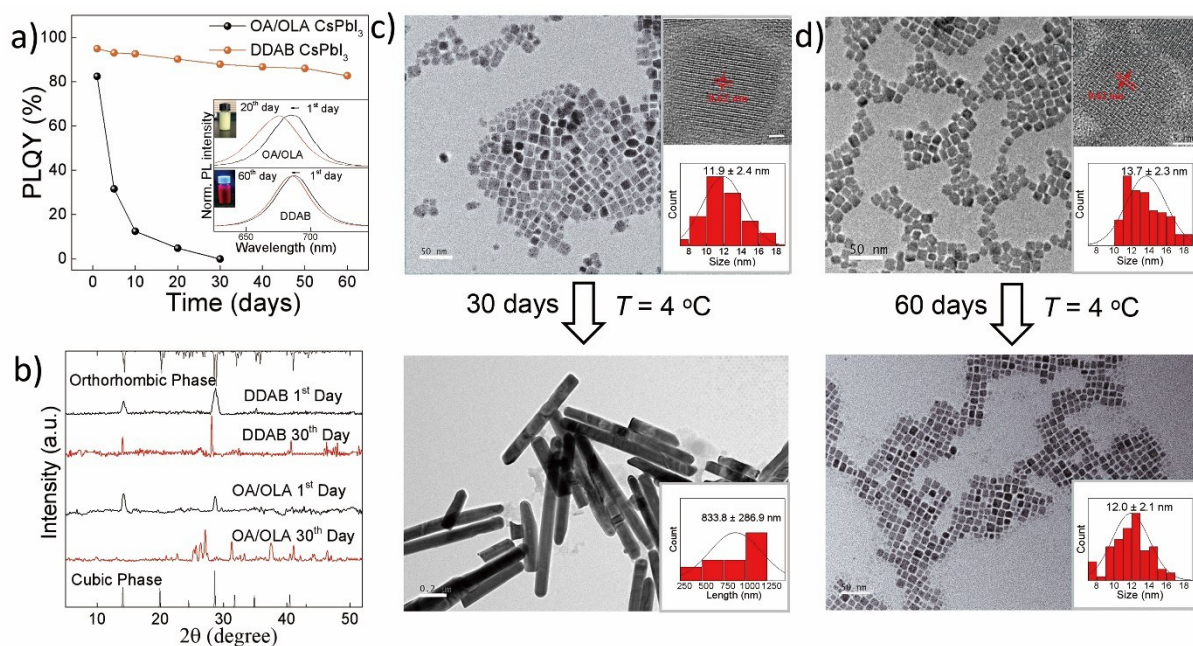 a)
OA/OLA CsPbI3
DDAB CsPbI3
100
80
60
40
20
0
PLQY (%)
0 10 20 30 40 50 60
Time (days)
Norm. PL intensity
20th day ← 1st day
OA/OLA
60th day ← 1st day
DDAB
650 700
Wavelength (nm)
b)
Intensity (a.u.)
Orthorhombic Phase
DDAB 1st Day
DDAB 30th Day
OA/OLA 1st Day
OA/OLA 30th Day
Cubic Phase
10 20 30 40 50
2θ (degree)
c)
50 nm
11.9 ± 2.4 nm
Count
8 10 12 14 16 18
Size (nm)
30 days T = 4 °C
0.2
833.8 ± 286.9 nm
Count
250 500 750 1000 1250
Length (nm)
d)
50 nm
5 nm
13.7 ± 2.3 nm
Count
8 10 12 14 16 18
Size (nm)
60 days T = 4 °C
50 nm
12.0 ± 2.1 nm
Count
8 10 12 14 16 18
Size (nm)